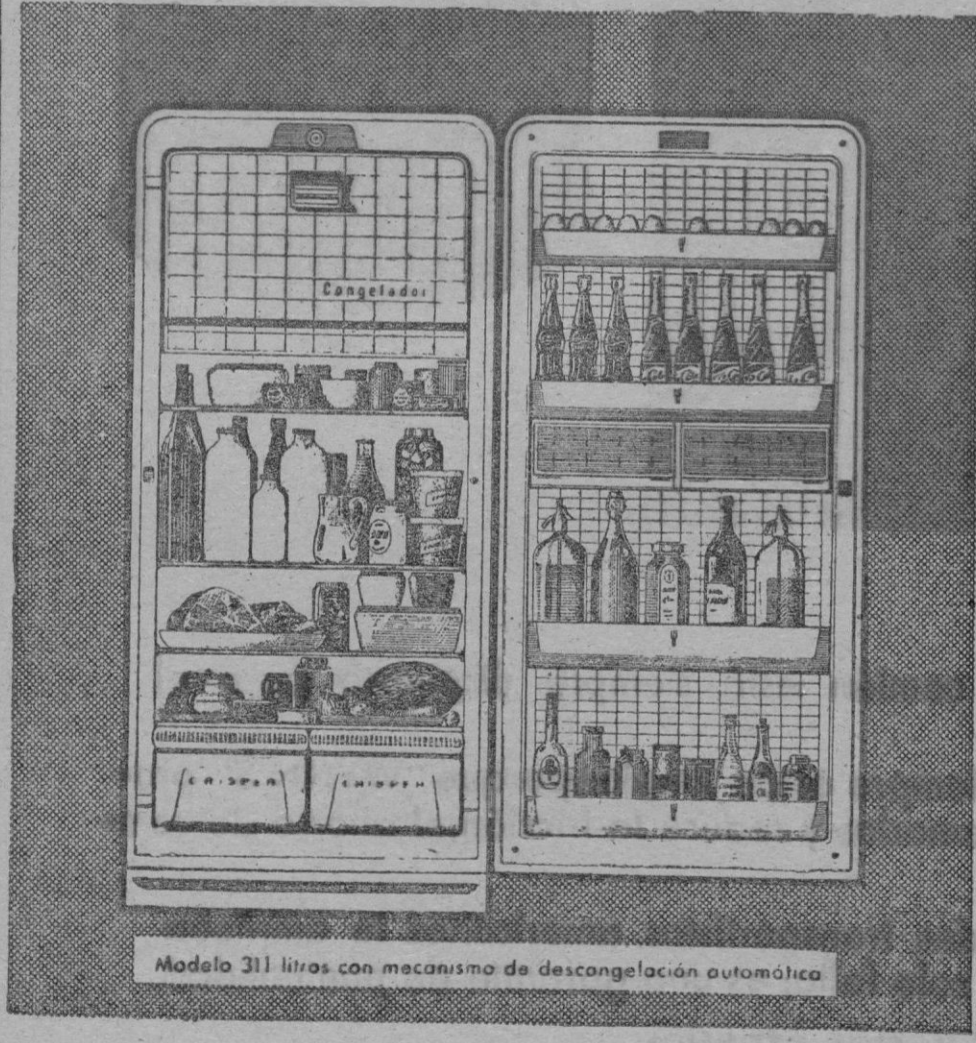 Congelador
CRISPER
CRISPER
Modelo 311 litros con mecanismo de descongelación automática